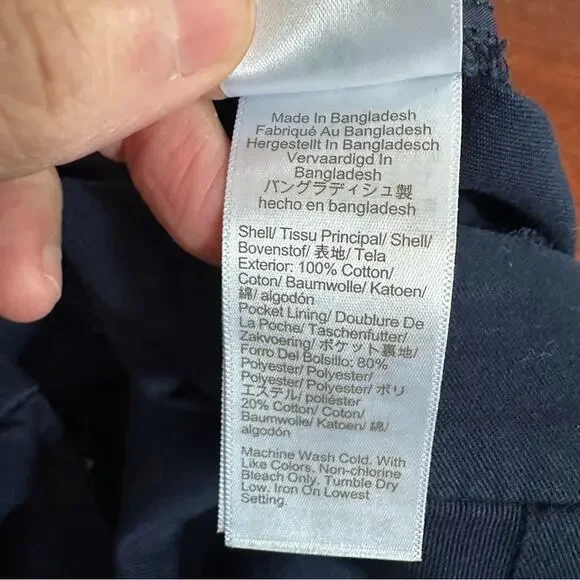 Made In Bangladesh
Fabriqué Au Bangladesh
Hergestellt In Bangladesch
Vervaardigd In
Bangladesh
バングラディシュ製
hecho en bangladesh
Shell/ Tissu Principal/ Shell/
Bovenstof/ 表地/ Tela
Exterior: 100% Cotton/
Coton/ Baumwolle/ Katoen/
綿/ algodón
Pocket Lining/ Doublure De
La Poche/ Taschenfutter/
Zakvoering/ ポケット裏地/
Forro Del Bolsillo: 80%
Polyester/ Polyester/
Polyester/ Polyester/ ポリ
エステル/ poliéster
20% Cotton/ Coton/
Baumwolle/ Katoen/ 綿/
algodón
Machine Wash Cold. With
Like Colors. Non-chlorine
Bleach Only. Tumble Dry
Low. Iron On Lowest
Setting.